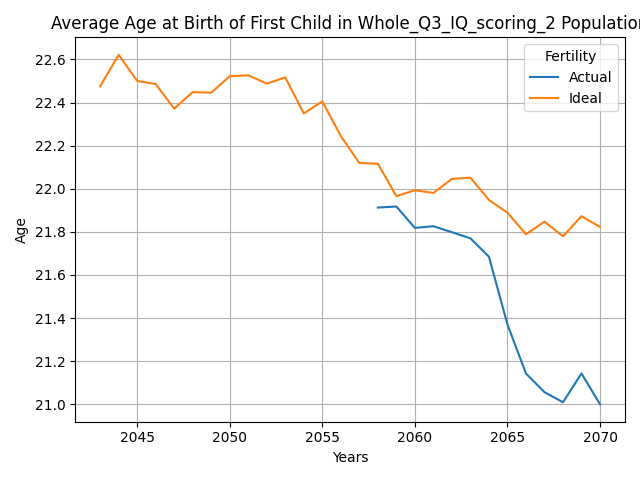 Average Age at Birth of First Child in Whole_Q3_IQ_scoring_2 Population
Fertility
Actual
Ideal
Age
22.6
22.4
22.2
22.0
21.8
21.6
21.4
21.2
21.0
2045 2050 2055 2060 2065 2070
Years